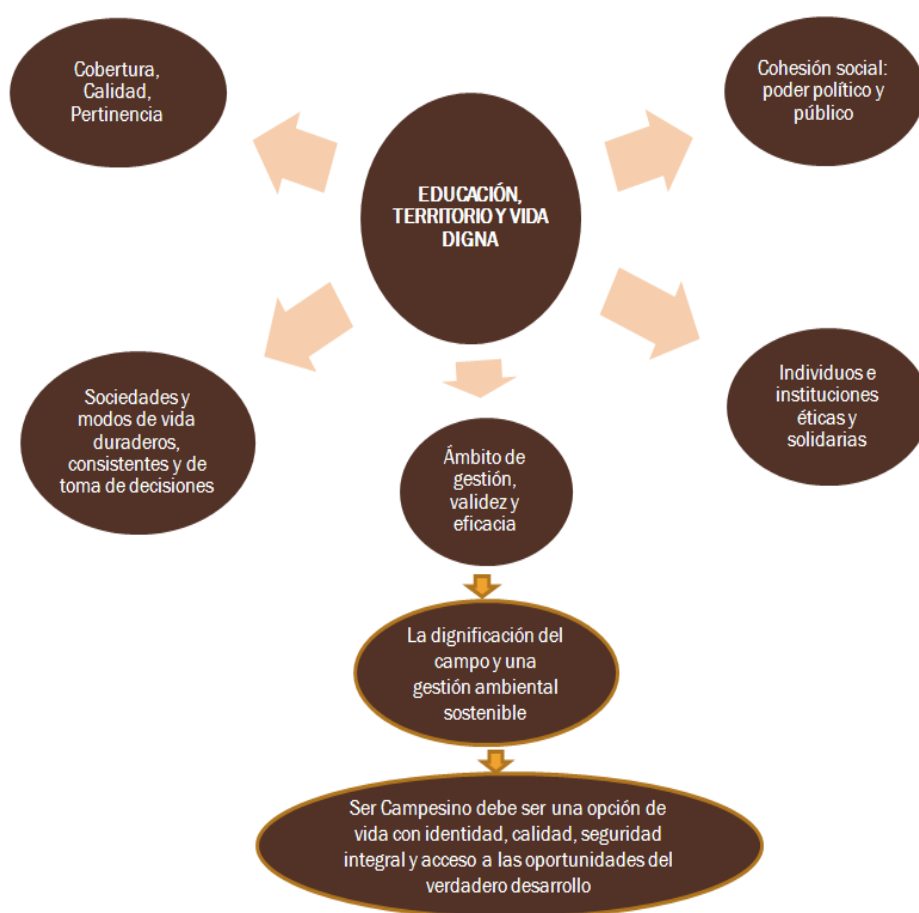 Cobertura,
Calidad,
Pertinencia
Cohesión social:
poder político y
público
EDUCACIÓN,
TERRITORIO Y VIDA
DIGNA
Sociedades y
modos de vida
duraderos,
consistentes y de
toma de decisiones
Individuos e
instituciones
éticas y
solidarias
Ámbito de
gestión,
validez y
eficacia
La dignificación del
campo y una
gestión ambiental
sostenible
Ser Campesino debe ser una opción de
vida con identidad, calidad, seguridad
integral y acceso a las oportunidades del
verdadero desarrollo